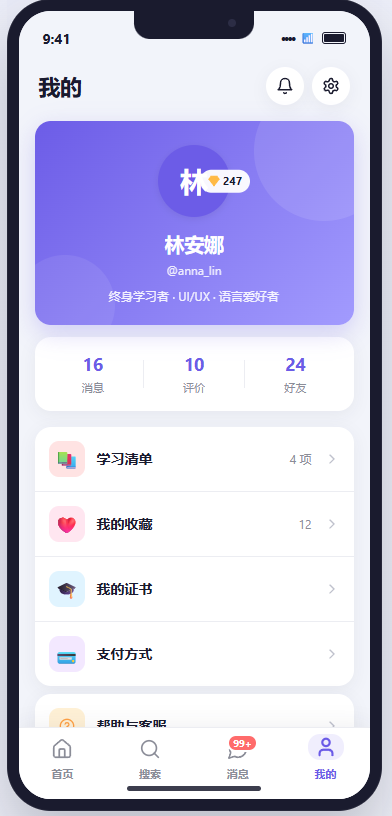 9:41
我的
林
247
林安娜
@anna_lin
终身学习者 · UI/UX · 语言爱好者
16
消息
10
评价
24
好友
学习清单 4 项
我的收藏 12
我的证书
支付方式
帮助与客服
99+
首页 搜索 消息 我的